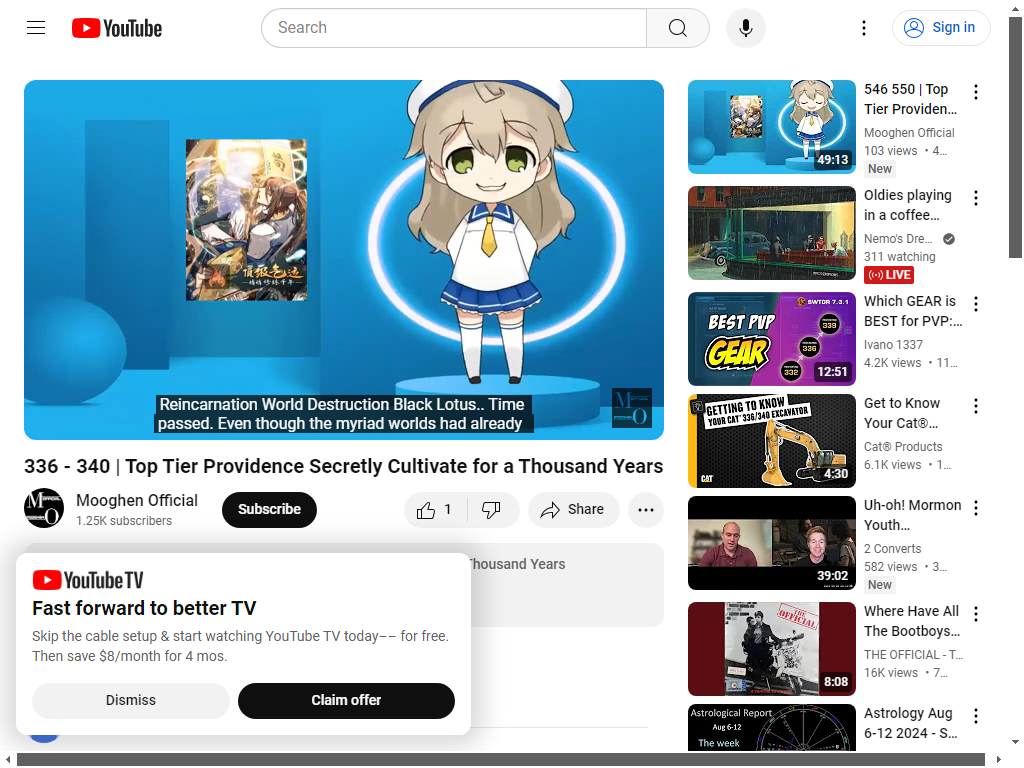 YouTube
Search
Sign in
Reincarnation World Destruction Black Lotus.. Time
passed. Even though the myriad worlds had already
336 - 340 | Top Tier Providence Secretly Cultivate for a Thousand Years
Mooghen Official
1.25K subscribers
Subscribe
1
Share
Thousand Years
YouTube TV
Fast forward to better TV
Skip the cable setup & start watching YouTube TV today–– for free.
Then save $8/month for 4 mos.
Dismiss
Claim offer
49:13
546 550 | Top
Tier Providen...
Mooghen Official
103 views • 4...
New
Oldies playing
in a coffee...
Nemo's Dre...
311 watching
LIVE
SWTOR 7.3.1
BEST PVP
GEAR
339
336
332
12:51
Which GEAR is
BEST for PVP:...
Ivano 1337
4.2K views • 11...
GETTING TO KNOW
YOUR CAT® 336/340 EXCAVATOR
CAT
4:30
Get to Know
Your Cat®...
Cat® Products
6.1K views • 1...
39:02
Uh-oh! Mormon
Youth...
2 Converts
582 views • 3...
New
THE
OFFICIAL
8:08
Where Have All
The Bootboys...
THE OFFICIAL - T...
16K views • 7...
Astrological Report
Aug 6-12
The week
Astrology Aug
6-12 2024 - S...